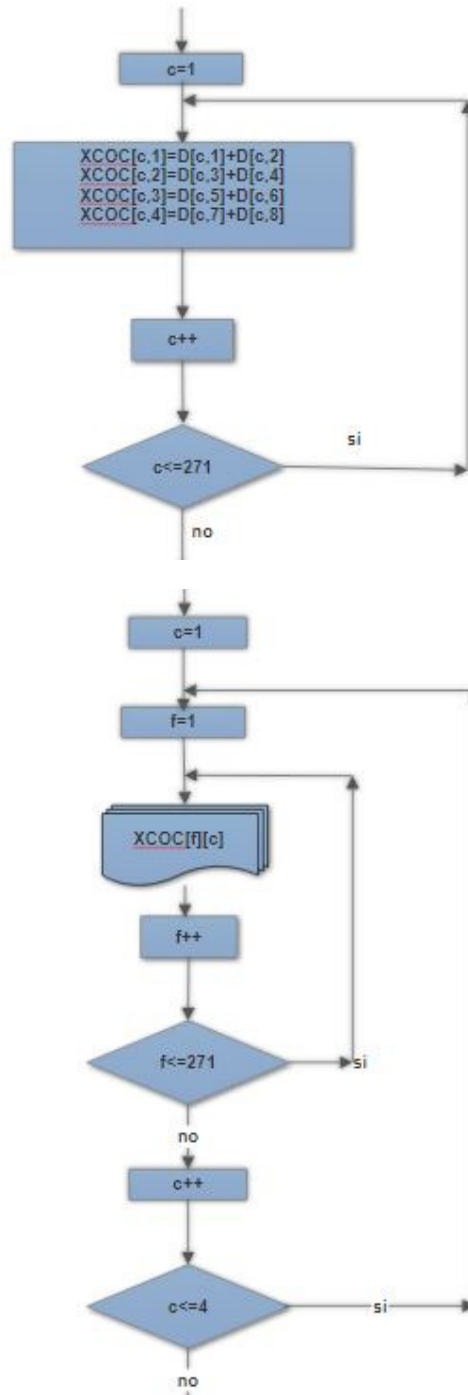 c=1
XCOC[c,1]=D[c,1]+D[c,2]
XCOC[c,2]=D[c,3]+D[c,4]
XCOC[c,3]=D[c,5]+D[c,6]
XCOC[c,4]=D[c,7]+D[c,8]
c++
c<=271
si
no
c=1
f=1
XCOC[f][c]
f++
f<=271
si
no
c++
c<=4
si
no